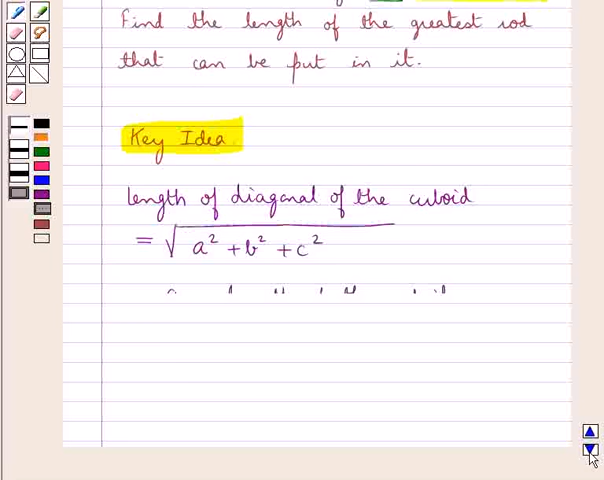 Find the length of the greatest rod
that can be put in it.
Key Idea
length of diagonal of the cuboid
= √a² + b² + c²